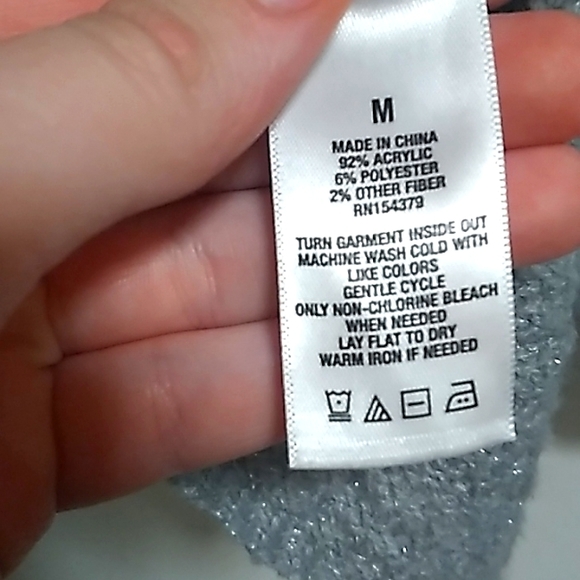 M
MADE IN CHINA
92% ACRYLIC
6% POLYESTER
2% OTHER FIBER
RN154379
TURN GARMENT INSIDE OUT
MACHINE WASH COLD WITH
LIKE COLORS
GENTLE CYCLE
ONLY NON-CHLORINE BLEACH
WHEN NEEDED
LAY FLAT TO DRY
WARM IRON IF NEEDED